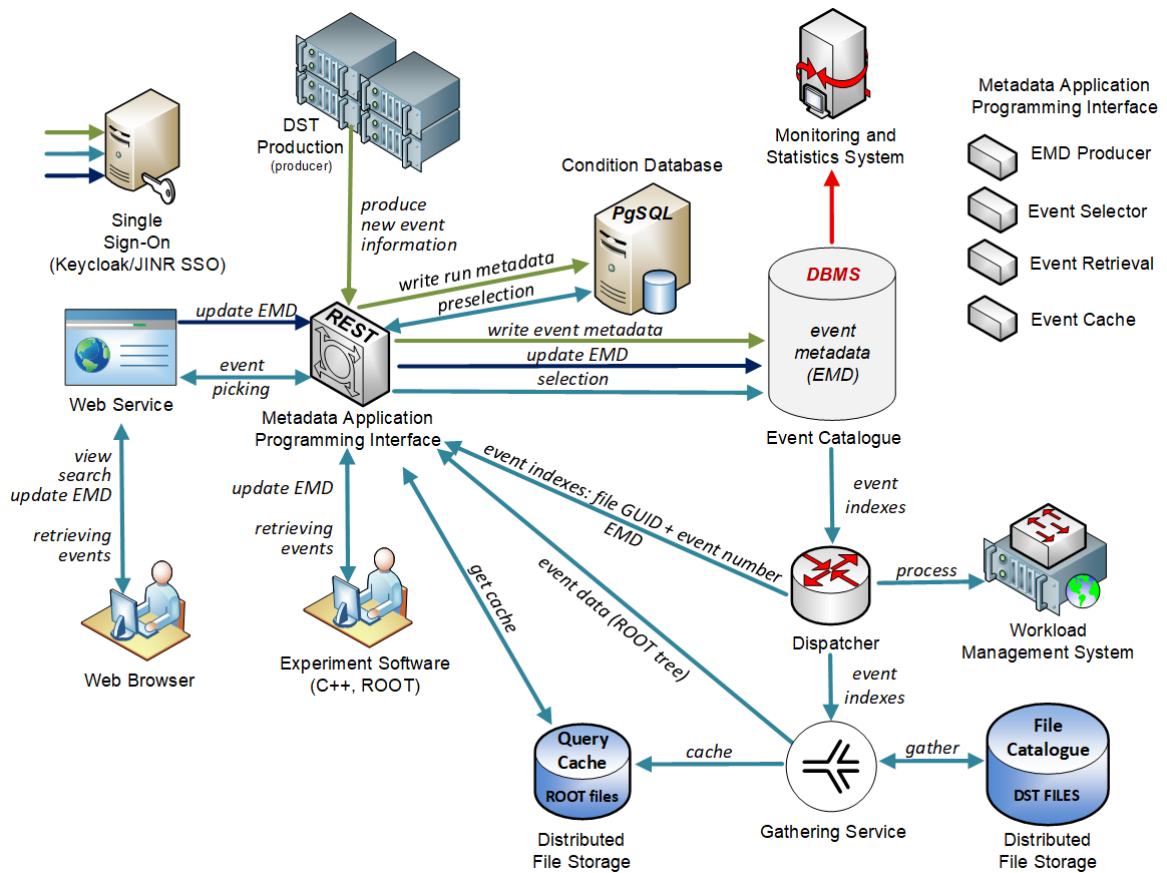 DST
Production
(producer)
Single
Sign-On
(Keycloak/JINR SSO)
produce
new event
information
Condition Database
PgSQL
Monitoring and
Statistics System
Metadata Application
Programming Interface
EMD Producer
Event Selector
Event Retrieval
Event Cache
write run metadata
preselection
update EMD
REST
write event metadata
update EMD
selection
DBMS
event
metadata
(EMD)
event
picking
Web Service
Metadata Application
Programming Interface
Event Catalogue
view
search
update EMD
retrieving
events
update EMD
retrieving
events
event indexes: file GUID + event number
EMD
event
indexes
get cache
event data (ROOT tree)
process
Dispatcher
Workload
Management System
Web Browser
Experiment Software
(C++, ROOT)
event
indexes
Query
Cache
ROOT files
cache
gather
File
Catalogue
DST FILES
Distributed
File Storage
Gathering Service
Distributed
File Storage